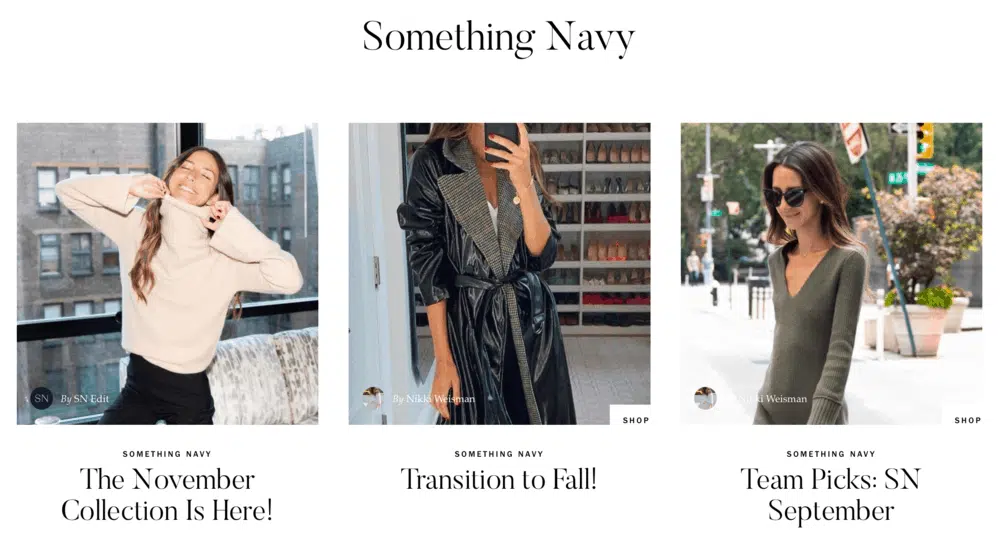 Something Navy
SN
By SN Edit
By Nikki Weisman
SHOP
Nikki Weisman
SHOP
SOMETHING NAVY
The November
Collection Is Here!
SOMETHING NAVY
Transition to Fall!
SOMETHING NAVY
Team Picks: SN
September